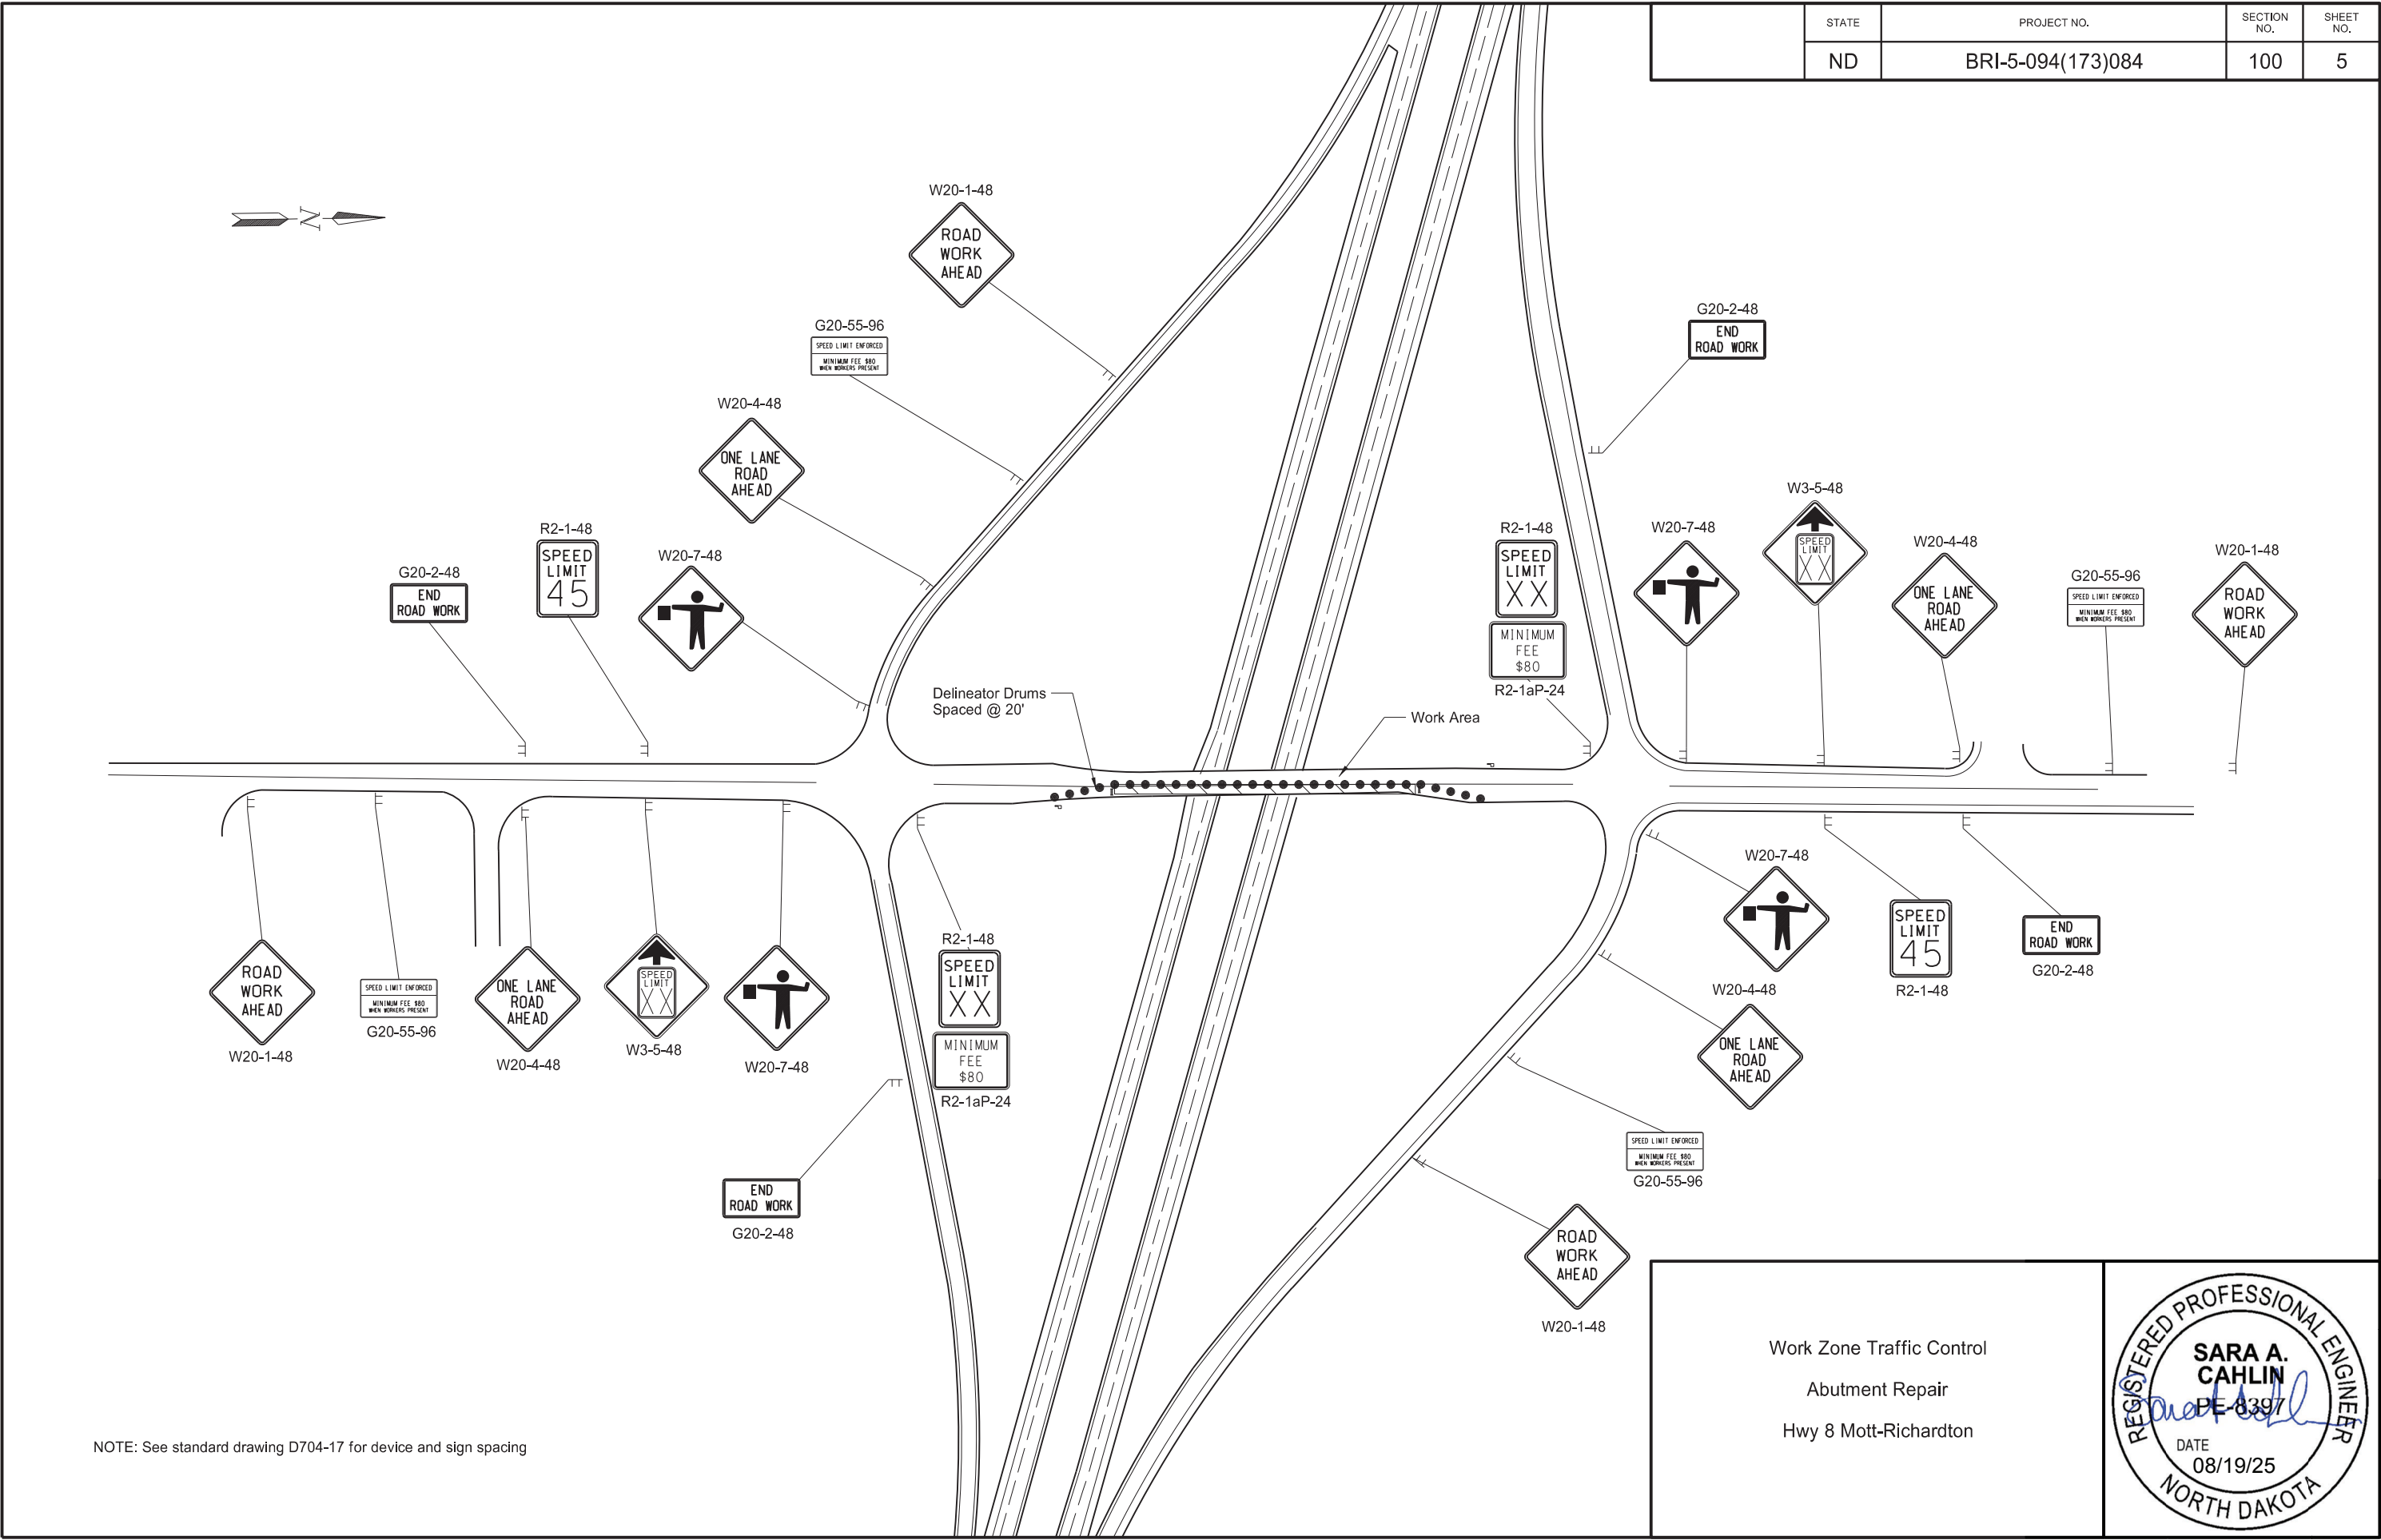 STATE
PROJECT NO.
SECTION
NO.
SHEET
NO.
ND
BRI-5-094(173)084
100
5
N
W20-1-48
ROAD
WORK
AHEAD
G20-55-96
SPEED LIMIT ENFORCED
MINIMUM FEE $80
WHEN WORKERS PRESENT
W20-4-48
ONE LANE
ROAD
AHEAD
G20-2-48
END
ROAD WORK
R2-1-48
SPEED
LIMIT
45
W20-7-48
G20-2-48
END
ROAD WORK
R2-1-48
SPEED
LIMIT
XX
MINIMUM
FEE
$80
R2-1aP-24
W20-7-48
W3-5-48
SPEED
LIMIT
XX
W20-4-48
ONE LANE
ROAD
AHEAD
G20-55-96
SPEED LIMIT ENFORCED
MINIMUM FEE $80
WHEN WORKERS PRESENT
W20-1-48
ROAD
WORK
AHEAD
Delineator Drums
Spaced @ 20'
Work Area
ROAD
WORK
AHEAD
W20-1-48
SPEED LIMIT ENFORCED
MINIMUM FEE $80
WHEN WORKERS PRESENT
G20-55-96
ONE LANE
ROAD
AHEAD
W20-4-48
SPEED
LIMIT
XX
W3-5-48
W20-7-48
R2-1-48
SPEED
LIMIT
XX
MINIMUM
FEE
$80
R2-1aP-24
END
ROAD WORK
G20-2-48
W20-7-48
SPEED
LIMIT
45
R2-1-48
END
ROAD WORK
G20-2-48
W20-4-48
ONE LANE
ROAD
AHEAD
SPEED LIMIT ENFORCED
MINIMUM FEE $80
WHEN WORKERS PRESENT
G20-55-96
ROAD
WORK
AHEAD
W20-1-48
NOTE: See standard drawing D704-17 for device and sign spacing
Work Zone Traffic Control
Abutment Repair
Hwy 8 Mott-Richardton
REGISTERED PROFESSIONAL ENGINEER
SARA A.
CAHLIN
PE-8397
DATE
08/19/25
NORTH DAKOTA